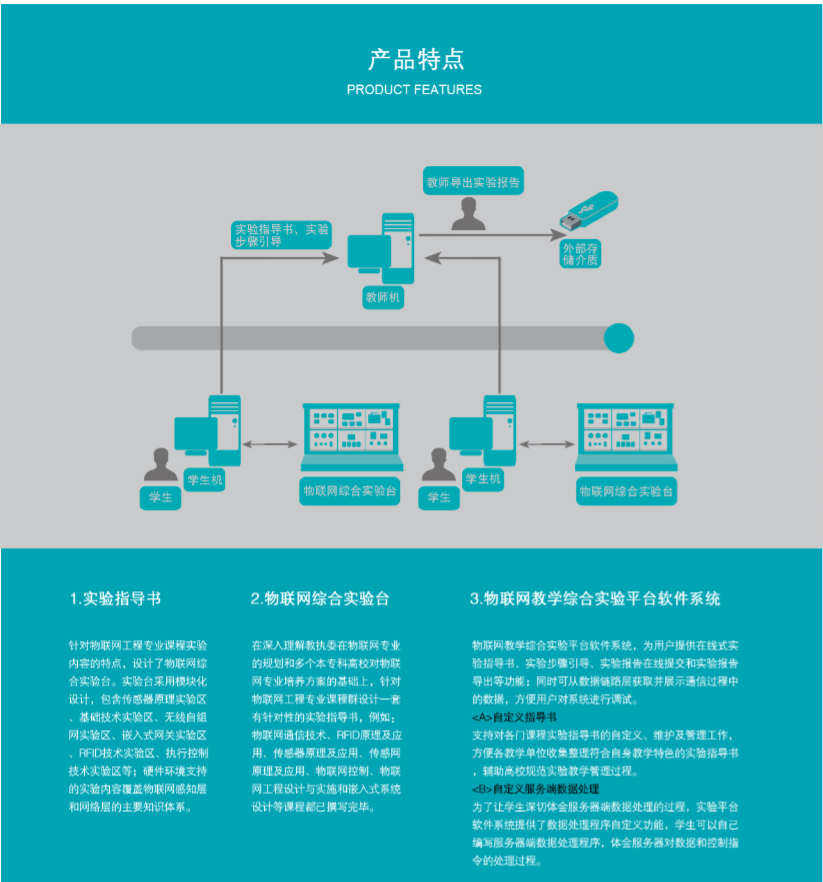 产品特点
PRODUCT FEATURES
教师导出实验报告
实验指导书、实验
步骤引导
外部存
储介质
教师机
学生机
学生
物联网综合实验台
学生机
学生
物联网综合实验台
1.实验指导书
针对物联网工程专业课程实验
内容的特点，设计了物联网综
合实验台。实验台采用模块化
设计，包含传感器原理实验区
、基础技术实验区、无线自组
网实验区、嵌入式网关实验区
、RFID技术实验区、执行控制
技术实验区等；硬件环境支持
的实验内容覆盖物联网感知层
和网络层的主要知识体系。
2.物联网综合实验台
在深入理解教执委在物联网专业
的规划和多个本专科高校对物联
网专业培养方案的基础上，针对
物联网工程专业课程群设计一套
有针对性的实验指导书，例如：
物联网通信技术、RFID原理及应
用、传感器原理及应用、传感网
原理及应用、物联网控制、物联
网工程设计与实施和嵌入式系统
设计等课程都已撰写完毕。
3.物联网教学综合实验平台软件系统
物联网教学综合实验平台软件系统，为用户提供在线式实
验指导书、实验步骤引导、实验报告在线提交和实验报告
导出等功能；同时可从数据链路层获取并展示通信过程中
的数据，方便用户对系统进行调试。
<A>自定义指导书
支持对各门课程实验指导书的自定义、维护及管理工作，
方便各教学单位收集整理符合自身教学特色的实验指导书
，辅助高校规范实验教学管理过程。
<B>自定义服务端数据处理
为了让学生深切体会服务器端数据处理的过程，实验平台
软件系统提供了数据处理程序自定义功能，学生可以自己
编写服务器端数据处理程序，体会服务器对数据和控制指
令的处理过程。